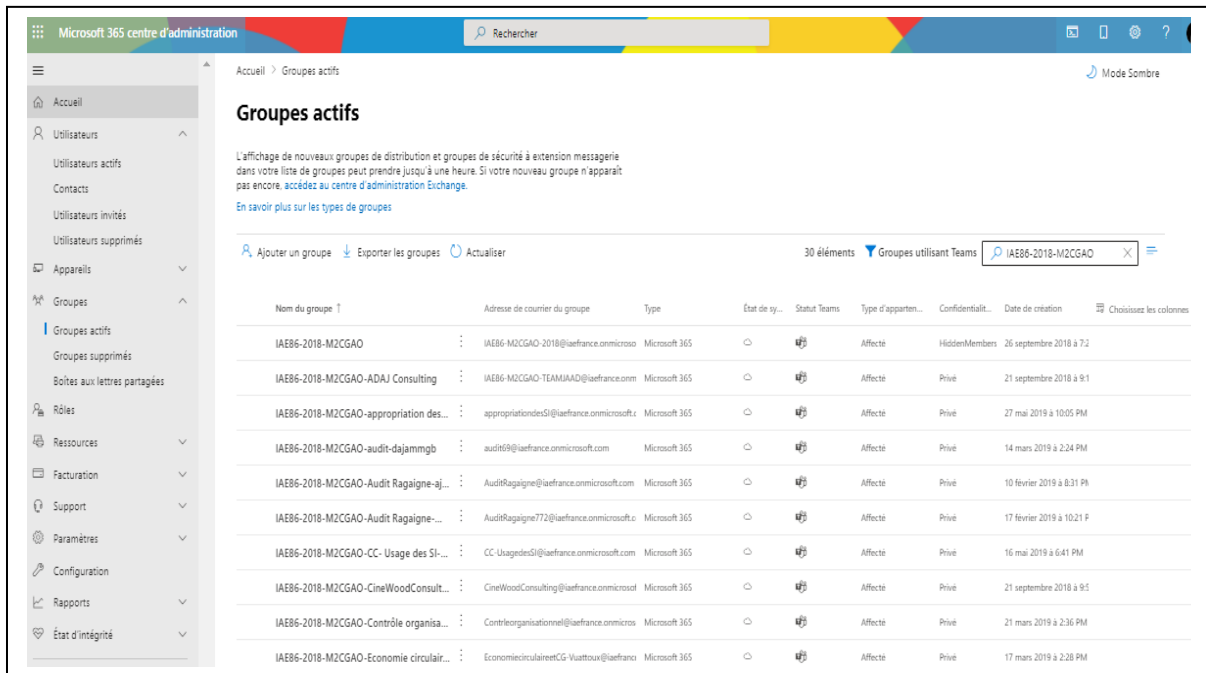 Microsoft 365 centre d'administration
Rechercher
?
Accueil
Utilisateurs
Utilisateurs actifs
Contacts
Utilisateurs invités
Utilisateurs supprimés
Appareils
Groupes
Groupes actifs
Groupes supprimés
Boîtes aux lettres partagées
Rôles
Ressources
Facturation
Support
Paramètres
Configuration
Rapports
État d'intégrité
Accueil > Groupes actifs
Mode Sombre
Groupes actifs
L'affichage de nouveaux groupes de distribution et groupes de sécurité à extension messagerie
dans votre liste de groupes peut prendre jusqu'à une heure. Si votre nouveau groupe n'apparaît
pas encore, accédez au centre d'administration Exchange.
En savoir plus sur les types de groupes
Ajouter un groupe Exporter les groupes Actualiser 30 éléments Groupes utilisant Teams IAE86-2018-M2CGAO
Nom du groupe ↑ Adresse de courrier du groupe Type État de sy... Statut Teams Type d'apparten... Confidentialit... Date de création Choisissez les colonnes
IAE86-2018-M2CGAO IAE86-M2CGAO-2018@iaefrance.onmicroso Microsoft 365 Affecté HiddenMembers 26 septembre 2018 à 7:2
IAE86-2018-M2CGAO-ADAJ Consulting IAE86-M2CGAO-TEAMJAAD@iaefrance.onm Microsoft 365 Affecté Privé 21 septembre 2018 à 9:1
IAE86-2018-M2CGAO-appropriation des... appropriationdesSI@iaefrance.onmicrosoft.c Microsoft 365 Affecté Privé 27 mai 2019 à 10:05 PM
IAE86-2018-M2CGAO-audit-dajammgb audit69@iaefrance.onmicrosoft.com Microsoft 365 Affecté Privé 14 mars 2019 à 2:24 PM
IAE86-2018-M2CGAO-Audit Ragaigne-aj... AuditRagaigne@iaefrance.onmicrosoft.com Microsoft 365 Affecté Privé 10 février 2019 à 8:31 PM
IAE86-2018-M2CGAO-Audit Ragaigne-... AuditRagaigne772@iaefrance.onmicrosoft.c Microsoft 365 Affecté Privé 17 février 2019 à 10:21 P
IAE86-2018-M2CGAO-CC- Usage des SI-... CC-UsagedesSI@iaefrance.onmicrosoft.com Microsoft 365 Affecté Privé 16 mai 2019 à 6:41 PM
IAE86-2018-M2CGAO-CineWoodConsult... CineWoodConsulting@iaefrance.onmicrosof Microsoft 365 Affecté Privé 21 septembre 2018 à 9:5
IAE86-2018-M2CGAO-Contrôle organisa... Contrleorganisationnel@iaefrance.onmicros Microsoft 365 Affecté Privé 21 mars 2019 à 2:36 PM
IAE86-2018-M2CGAO-Economie circulair... EconomiecirculaireetCG-Vuattoux@iaefranc Microsoft 365 Affecté Privé 17 mars 2019 à 2:28 PM